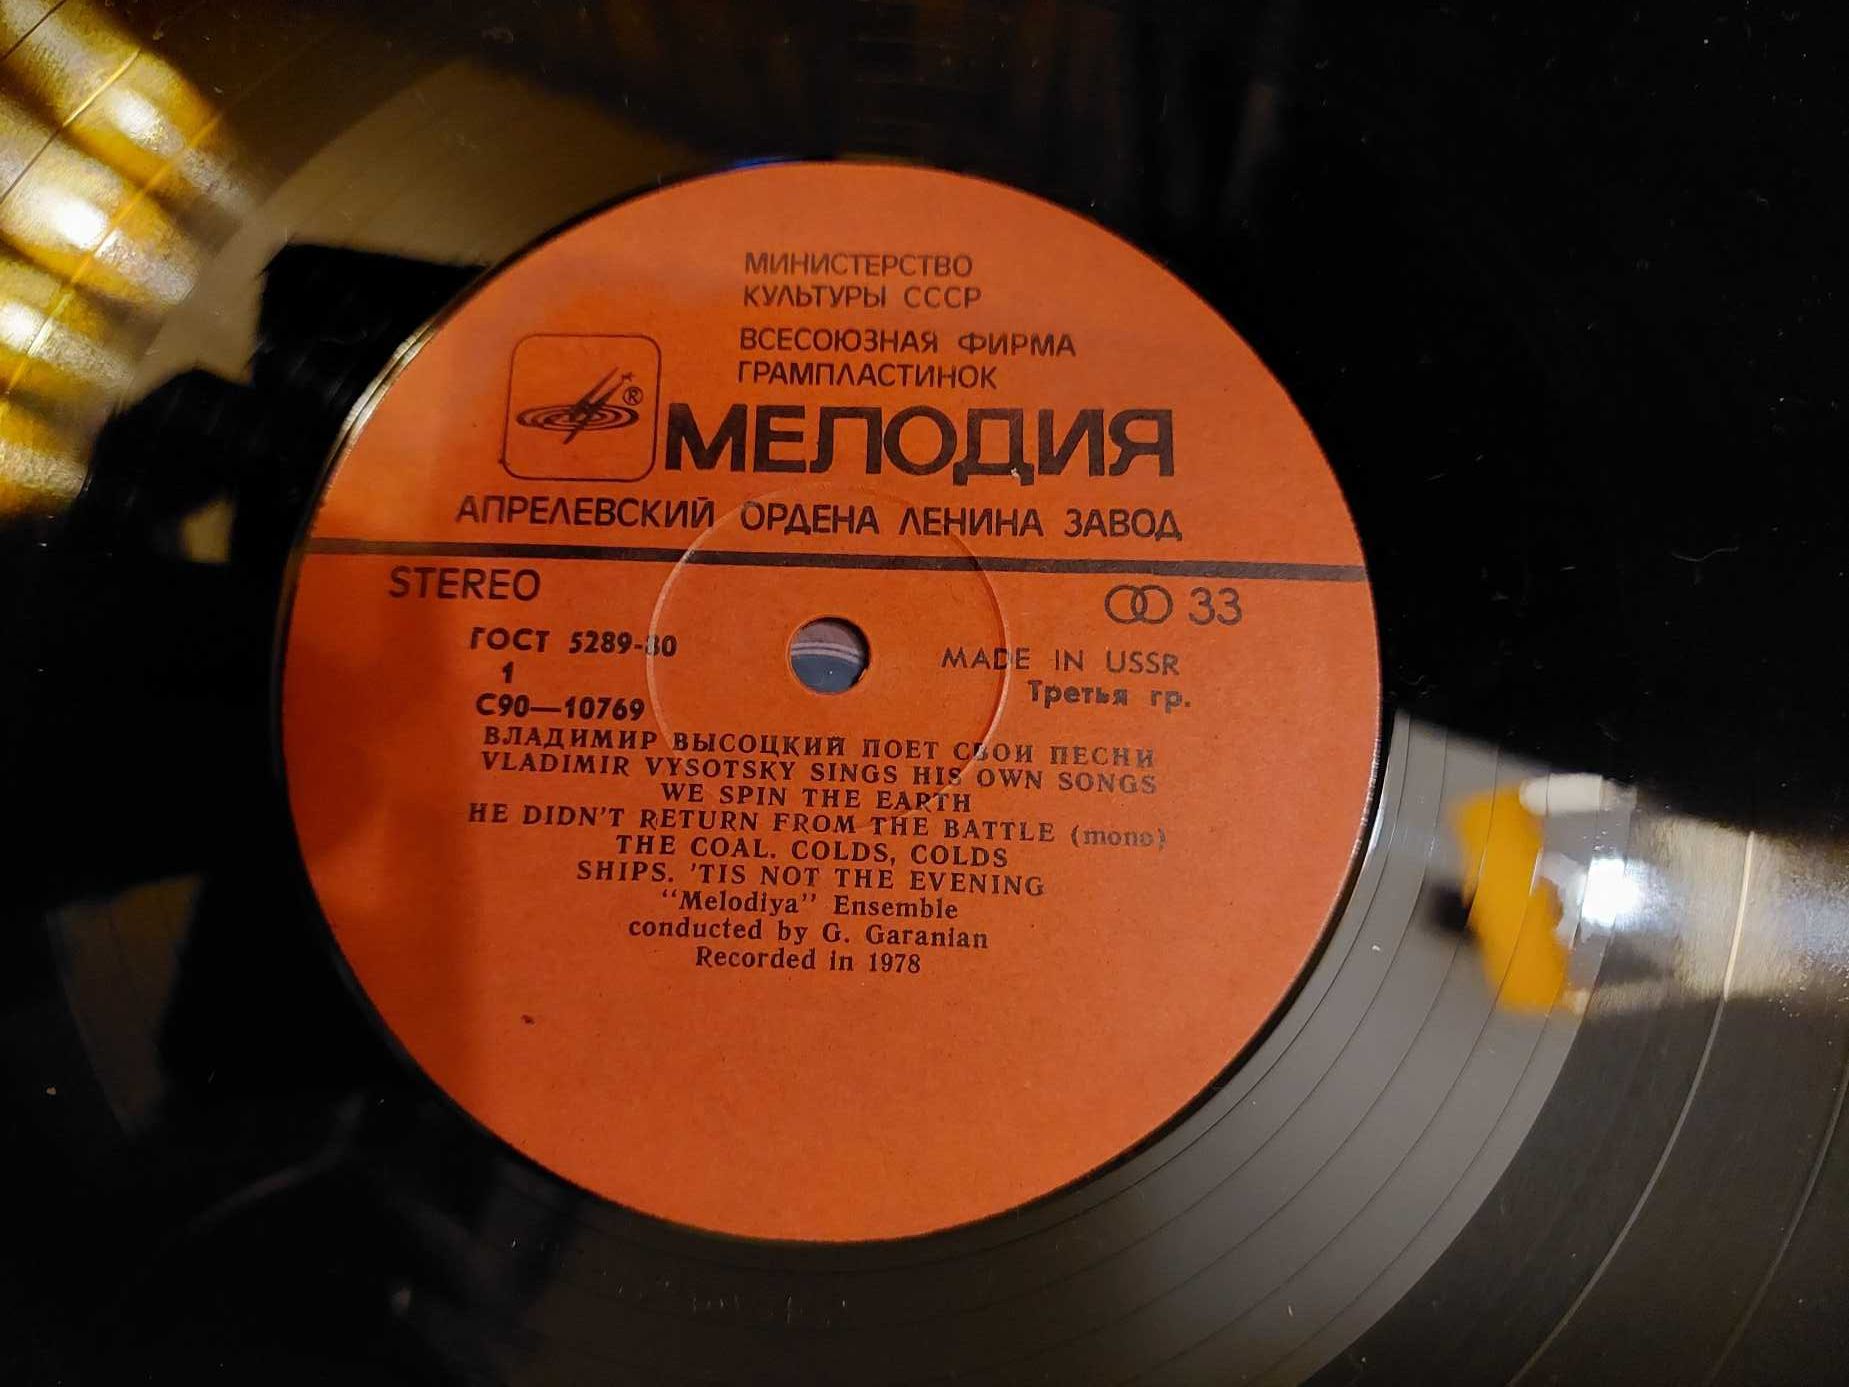 МИНИСТЕРСТВО
КУЛЬТУРЫ СССР
ВСЕСОЮЗНАЯ ФИРМА
ГРАМПЛАСТИНОК
®
МЕЛОДИЯ
АПРЕЛЕВСКИЙ ОРДЕНА ЛЕНИНА ЗАВОД
STEREO
33
ГОСТ 5289-80
MADE IN USSR
1
Третья гр.
С90—10769
ВЛАДИМИР ВЫСОЦКИЙ ПОЕТ СВОИ ПЕСНИ
VLADIMIR VYSOTSKY SINGS HIS OWN SONGS
WE SPIN THE EARTH
HE DIDN'T RETURN FROM THE BATTLE (mono)
THE COAL. COLDS, COLDS
SHIPS. 'TIS NOT THE EVENING
"Melodiya" Ensemble
conducted by G. Garanian
Recorded in 1978